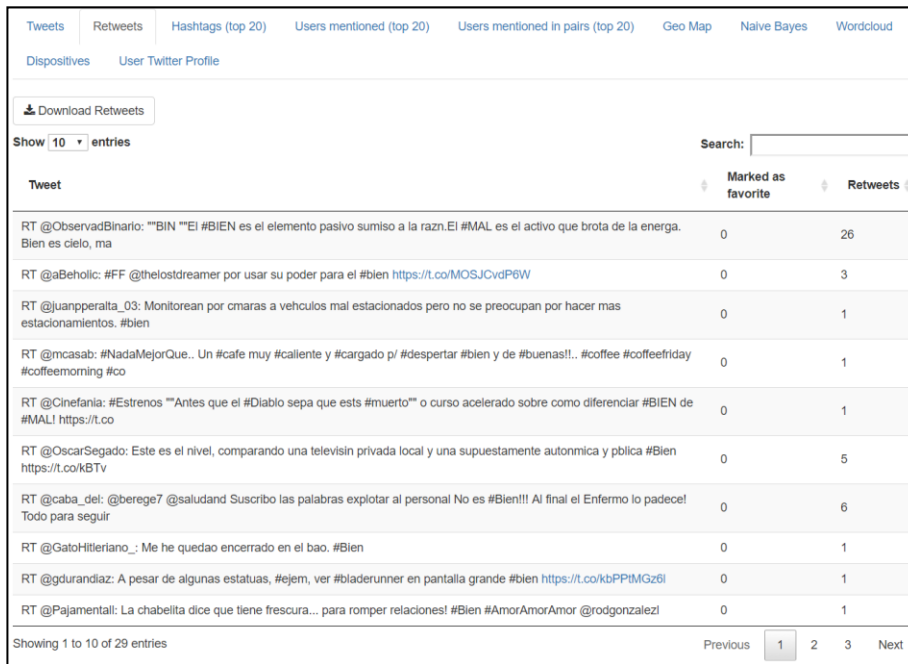 Tweets Retweets Hashtags (top 20) Users mentioned (top 20) Users mentioned in pairs (top 20) Geo Map Naive Bayes Wordcloud
Dispositives User Twitter Profile
Download Retweets
Show 10 entries Search:
Tweet Marked as favorite Retweets
RT @ObservadBinario: ""BIN ""El #BIEN es el elemento pasivo sumiso a la razn.El #MAL es el activo que brota de la energa. 0 26
Bien es cielo, ma
RT @aBeholic: #FF @thelostdreamer por usar su poder para el #bien https://t.co/MOSJCvdP6W 0 3
RT @juanpperalta_03: Monitorean por cmaras a vehculos mal estacionados pero no se preocupan por hacer mas 0 1
estacionamientos. #bien
RT @mcasab: #NadaMejorQue.. Un #cafe muy #caliente y #cargado p/ #despertar #bien y de #buenas!!.. #coffee #coffeefriday 0 1
#coffeemorning #co
RT @Cinefania: #Estrenos ""Antes que el #Diablo sepa que ests #muerto"" o curso acelerado sobre como diferenciar #BIEN de 0 1
#MAL! https://t.co
RT @OscarSegado: Este es el nivel, comparando una televisin privada local y una supuestamente autonmica y pblica #Bien 0 5
https://t.co/kBTv
RT @caba_del: @berege7 @saludand Suscribo las palabras explotar al personal No es #Bien!!! Al final el Enfermo lo padece! 0 6
Todo para seguir
RT @GatoHitleriano_: Me he quedao encerrado en el bao. #Bien 0 1
RT @gdurandiaz: A pesar de algunas estatuas, #ejem, ver #bladerunner en pantalla grande #bien https://t.co/kbPPtMGz6l 0 1
RT @Pajamentall: La chabelita dice que tiene frescura... para romper relaciones! #Bien #AmorAmorAmor @rodgonzalezl 0 1
Showing 1 to 10 of 29 entries Previous 1 2 3 Next